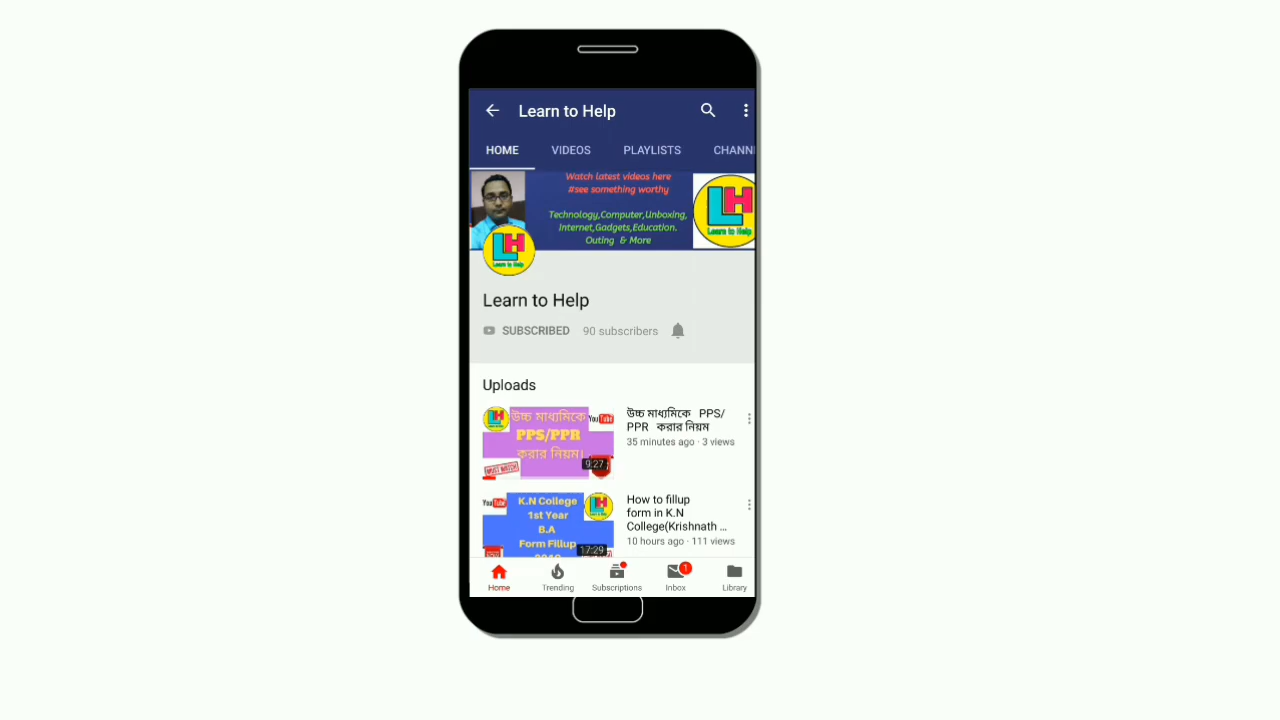 Learn to Help
HOME VIDEOS PLAYLISTS CHANN
Watch latest videos here
#see something worthy
Technology,Computer,Unboxing,
Internet,Gadgets,Education.
Outing & More
LH
Learn to Help
LH
Learn to Help
Learn to Help
SUBSCRIBED 90 subscribers
Uploads
উচ্চ মাধ্যমিকে
PPS/PPR
করার নিয়ম।
YouTube
MUST WATCH
9:27
উচ্চ মাধ্যমিকে PPS/
PPR করার নিয়ম
35 minutes ago · 3 views
YouTube
K.N College
1st Year
B.A
Form Fillup
17:29
How to fillup
form in K.N
College(Krishnath ...
10 hours ago · 111 views
1
Home Trending Subscriptions Inbox Library